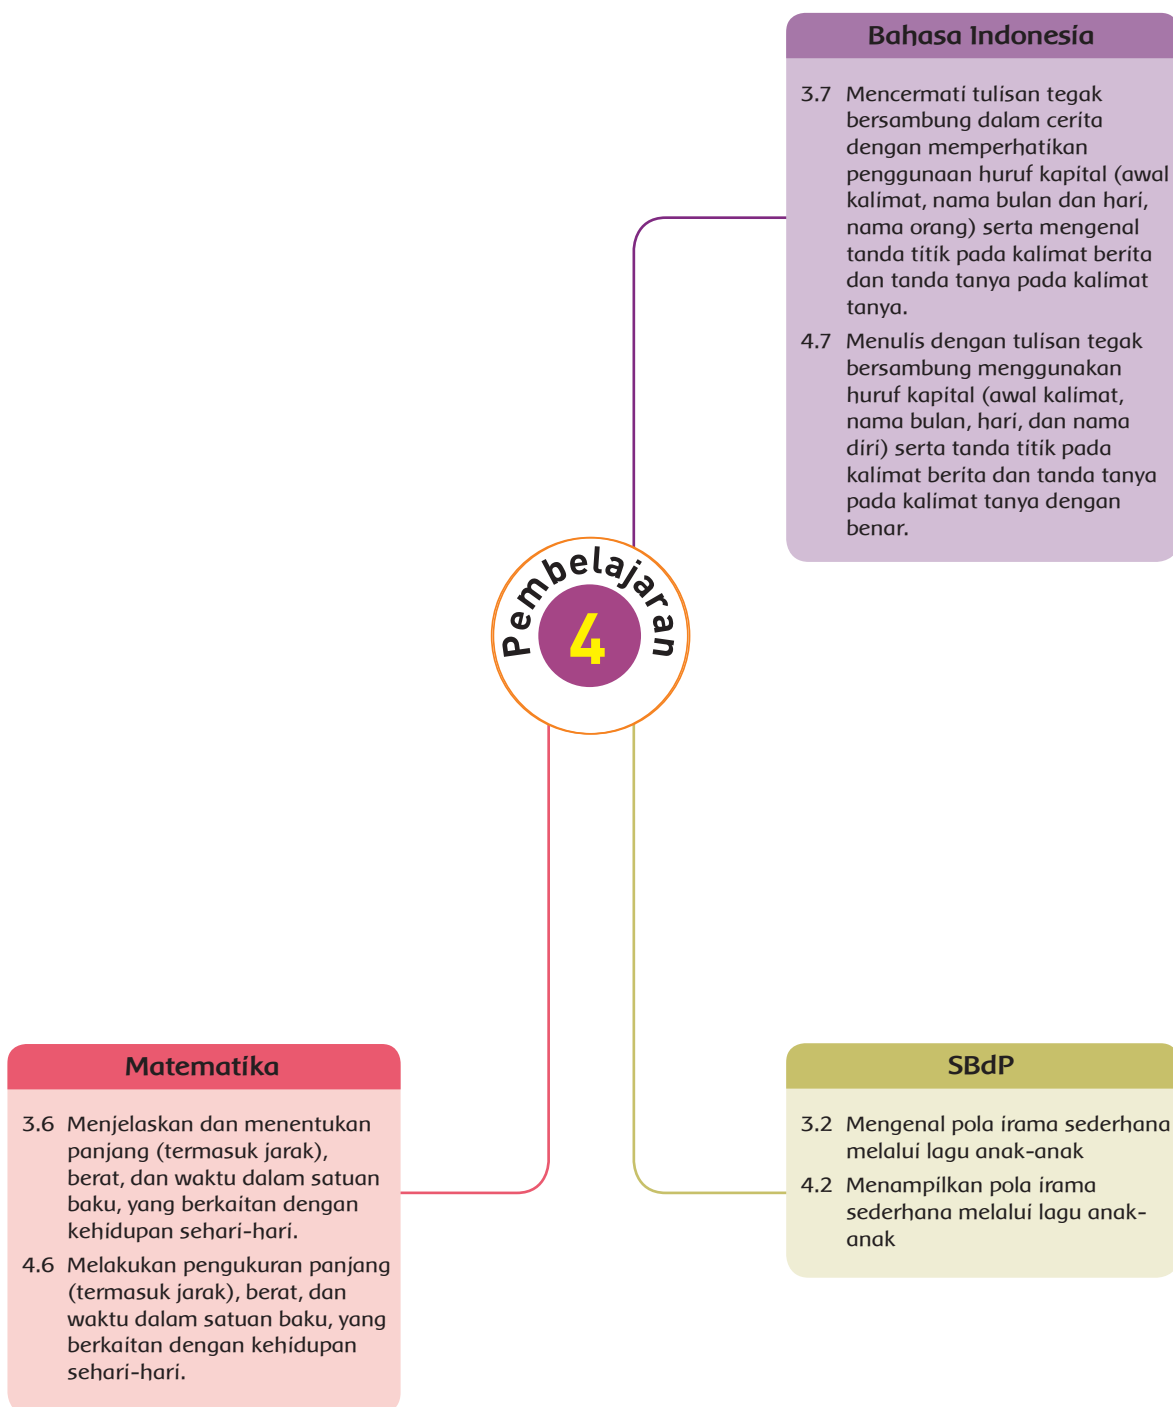 Bahasa Indonesia
3.7 Mencermati tulisan tegak
bersambung dalam cerita
dengan memperhatikan
penggunaan huruf kapital (awal
kalimat, nama bulan dan hari,
nama orang) serta mengenal
tanda titik pada kalimat berita
dan tanda tanya pada kalimat
tanya.
4.7 Menulis dengan tulisan tegak
bersambung menggunakan
huruf kapital (awal kalimat,
nama bulan, hari, dan nama
diri) serta tanda titik pada
kalimat berita dan tanda tanya
pada kalimat tanya dengan
benar.
Pembelajaran
4
Matematika
3.6 Menjelaskan dan menentukan
panjang (termasuk jarak),
berat, dan waktu dalam satuan
baku, yang berkaitan dengan
kehidupan sehari-hari.
4.6 Melakukan pengukuran panjang
(termasuk jarak), berat, dan
waktu dalam satuan baku, yang
berkaitan dengan kehidupan
sehari-hari.
SBdP
3.2 Mengenal pola irama sederhana
melalui lagu anak-anak
4.2 Menampilkan pola irama
sederhana melalui lagu anak-
anak